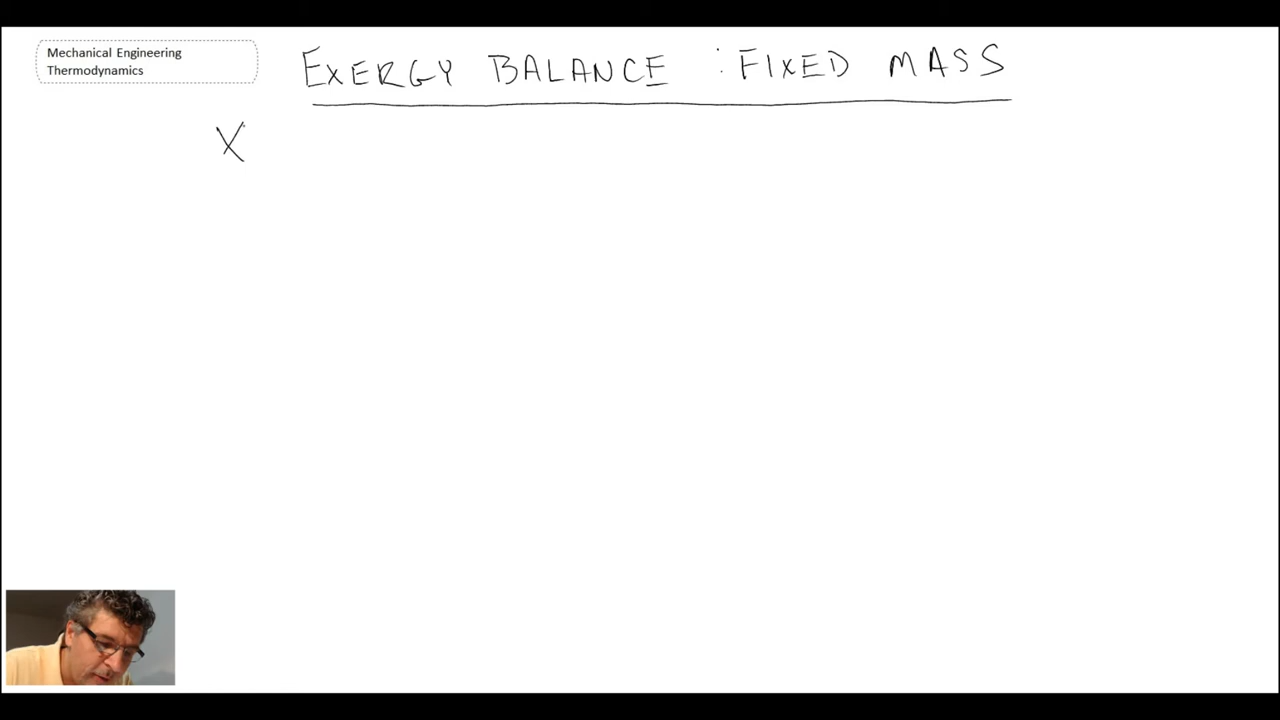 Mechanical Engineering
Thermodynamics
EXERGY BALANCE : FIXED MASS
X